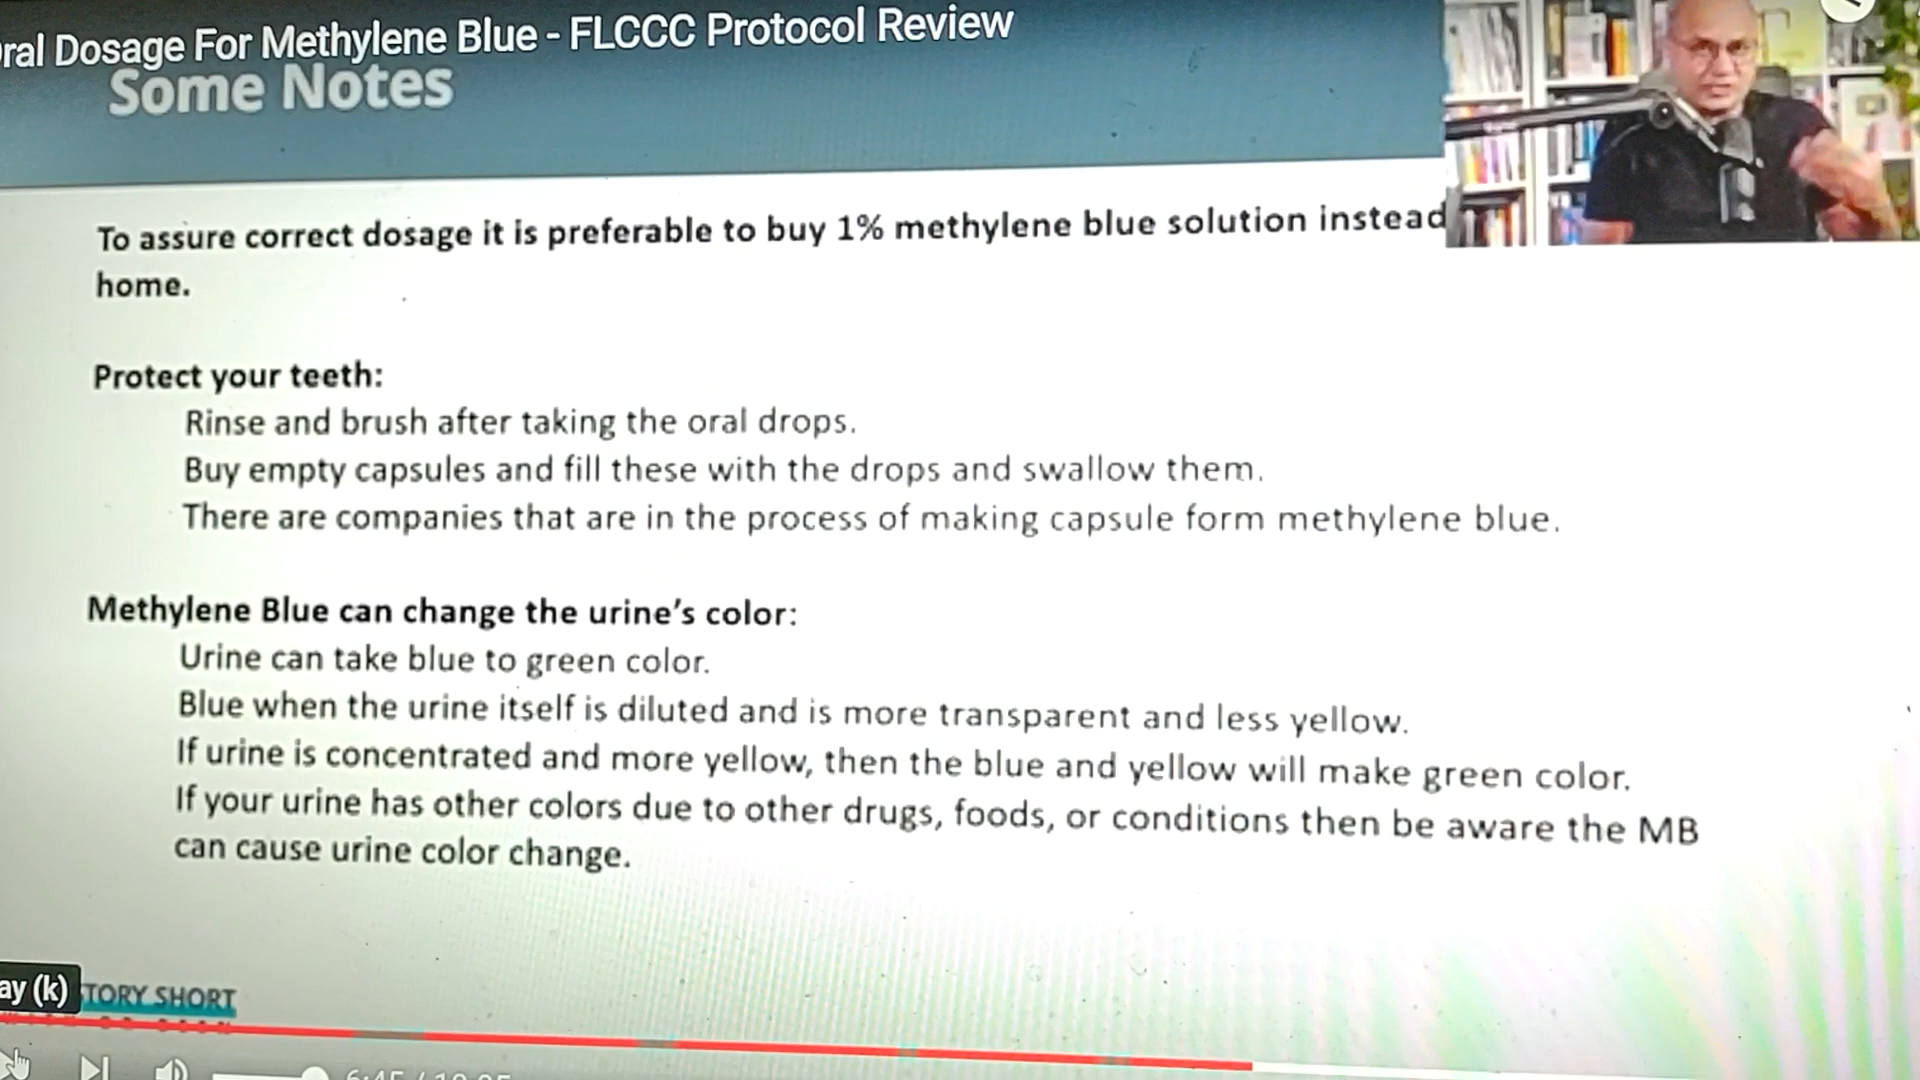 Oral Dosage For Methylene Blue - FLCCC Protocol Review
Some Notes
To assure correct dosage it is preferable to buy 1% methylene blue solution instead
home.
Protect your teeth:
Rinse and brush after taking the oral drops.
Buy empty capsules and fill these with the drops and swallow them.
There are companies that are in the process of making capsule form methylene blue.
Methylene Blue can change the urine's color:
Urine can take blue to green color.
Blue when the urine itself is diluted and is more transparent and less yellow.
If urine is concentrated and more yellow, then the blue and yellow will make green color.
If your urine has other colors due to other drugs, foods, or conditions then be aware the MB
can cause urine color change.
ay (k)
TORY SHORT